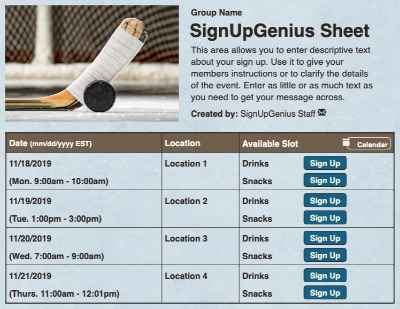 Group Name
SignUpGenius Sheet
This area allows you to enter descriptive text
about your sign up. Use it to give your
members instructions or to clarify the details
of the event. Enter as little or as much text as
you need to get your message across.
Created by: SignUpGenius Staff
Date (mm/dd/yyyy EST) Location Available Slot Calendar
11/18/2019 Location 1 Drinks Sign Up
(Mon. 9:00am - 10:00am) Snacks Sign Up
11/19/2019 Location 2 Drinks Sign Up
(Tue. 1:00pm - 3:00pm) Snacks Sign Up
11/20/2019 Location 3 Drinks Sign Up
(Wed. 7:00am - 9:00am) Snacks Sign Up
11/21/2019 Location 4 Drinks Sign Up
(Thurs. 11:00am - 12:01pm) Snacks Sign Up